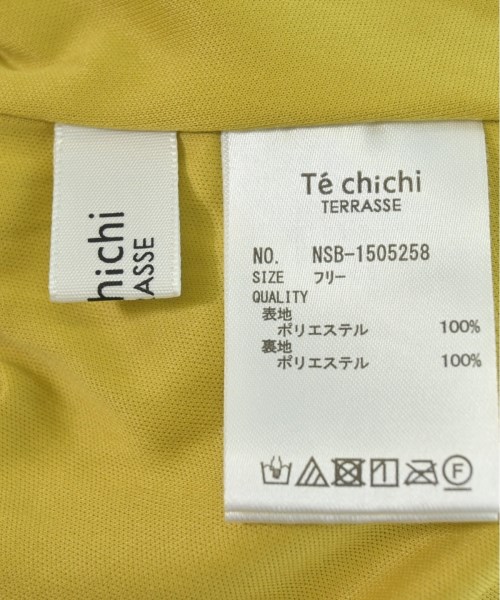 hichi
ASSE
Té chichi
TERRASSE
NO. NSB-1505258
SIZE フリー
QUALITY
表地
ポリエステル 100%
裏地
ポリエステル 100%
F